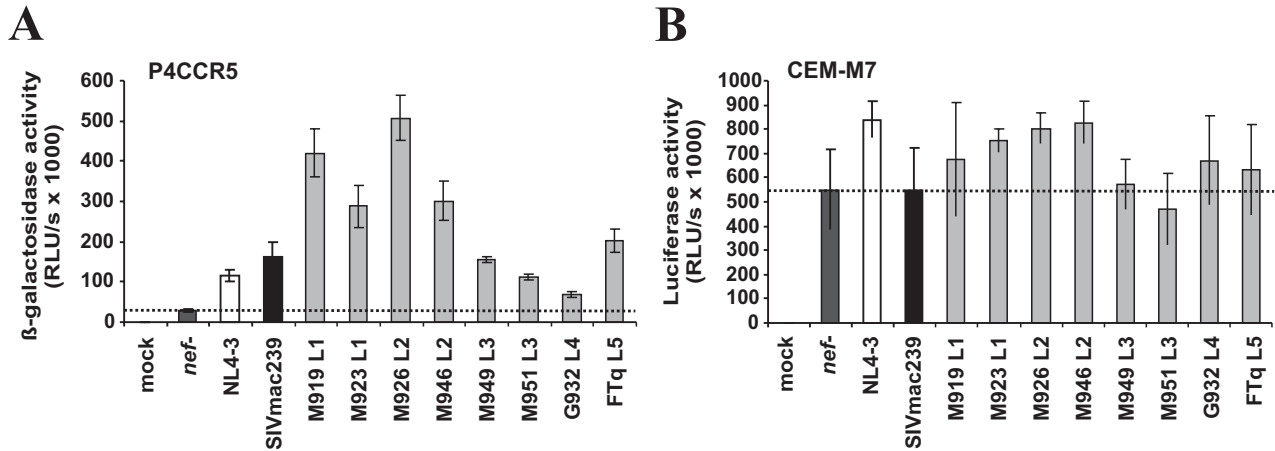 A
P4CCR5
ß-galactosidase activity
(RLU/s x 1000)
600
500
400
300
200
100
0
mock
nef-
NL4-3
SIVmac239
M919 L1
M923 L1
M926 L2
M946 L2
M949 L3
M951 L3
G932 L4
FTq L5
B
CEM-M7
Luciferase activity
(RLU/s x 1000)
1000
900
800
700
600
500
400
300
200
100
0
mock
nef-
NL4-3
SIVmac239
M919 L1
M923 L1
M926 L2
M946 L2
M949 L3
M951 L3
G932 L4
FTq L5